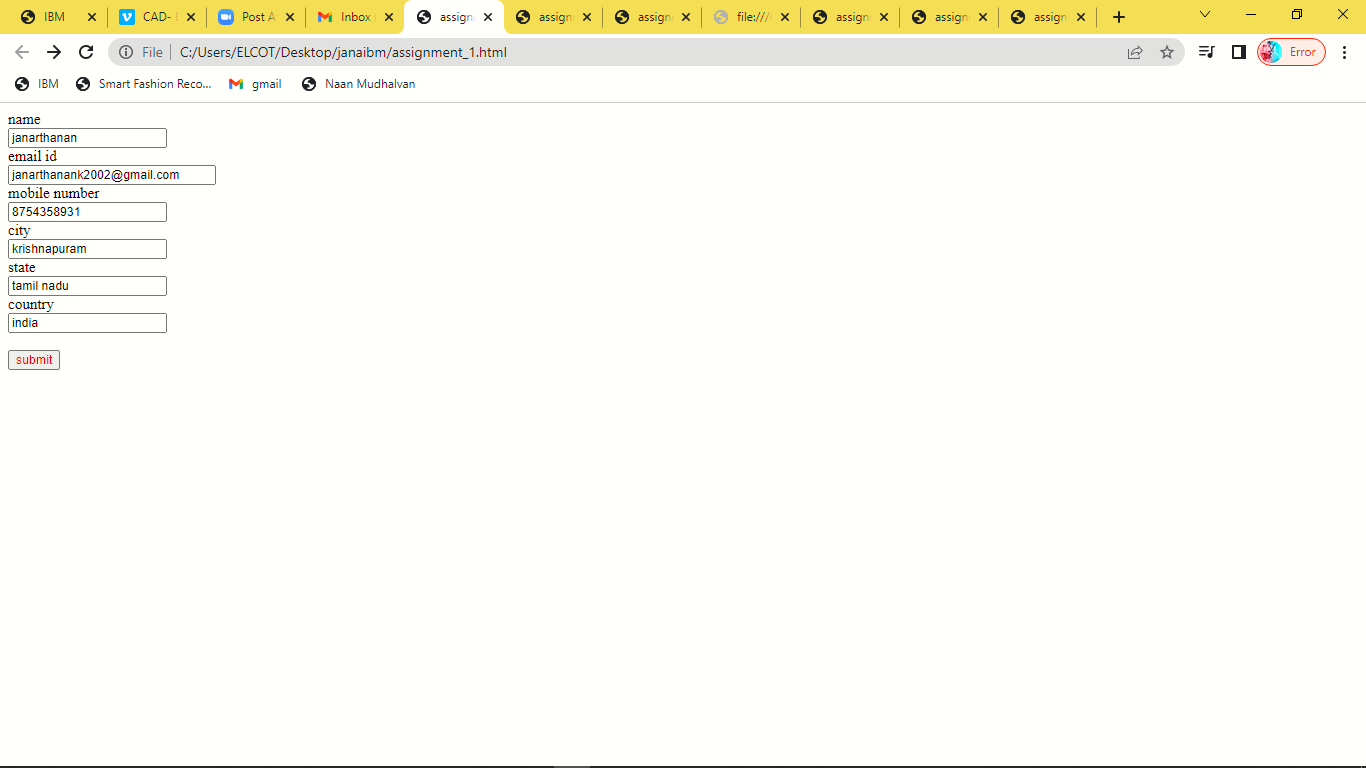 IBM CAD- Post A Inbox assign assign assign file:/// assign assign assign
File C:/Users/ELCOT/Desktop/janaibm/assignment_1.html Error
IBM Smart Fashion Reco... gmail Naan Mudhalvan
name
janarthanan
email id
janarthanank2002@gmail.com
mobile number
8754358931
city
krishnapuram
state
tamil nadu
country
india
submit